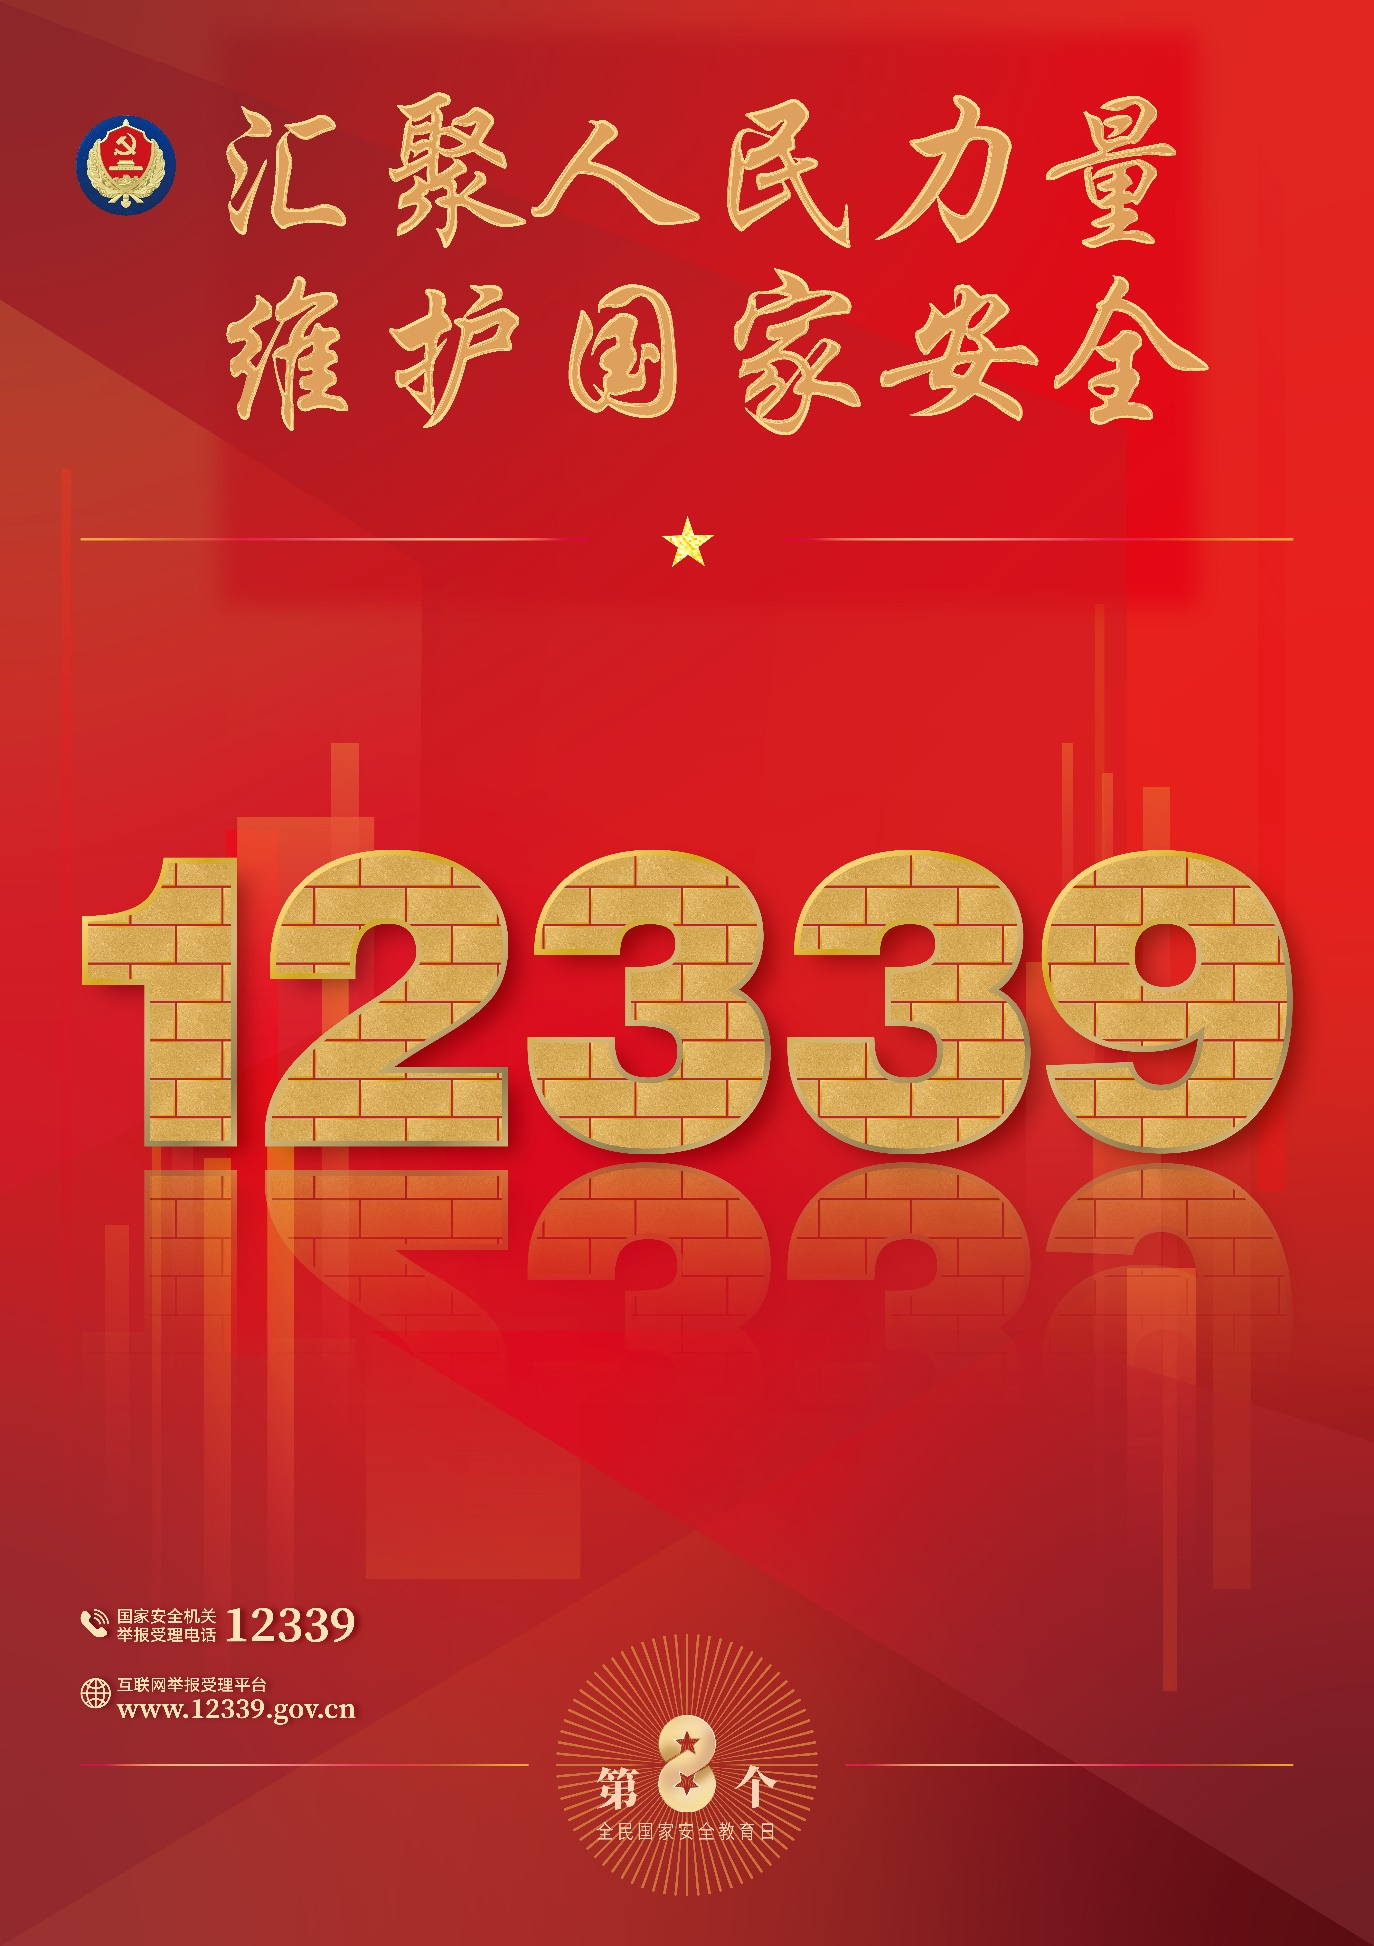 汇聚人民力量
维护国家安全
12339
国家安全机关
举报受理电话
12339
互联网举报受理平台
www.12339.gov.cn
第8个
全民国家安全教育日